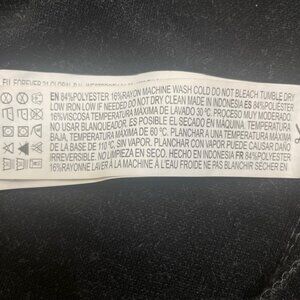 EU FOREVER 21 GLOBAL B.V.
EN 84%POLYESTER 16%RAYON MACHINE WASH COLD DO NOT BLEACH TUMBLE DRY
LOW IRON LOW IF NEEDED DO NOT DRY CLEAN MADE IN INDONESIA ES 84%POLIÉSTER
16%VISCOSA TEMPERATURA MÁXIMA DE LAVADO 30 °C. PROCESO MUY MODERADO.
NO USAR BLANQUEADOR. ES POSIBLE EL SECADO EN MÁQUINA. TEMPERATURA
BAJA, TEMPERATURA MÁXIMA DE 60 °C. PLANCHAR A UNA TEMPERATURA MÁXIMA
DE LA BASE DE 110 °C, SIN VAPOR. PLANCHAR CON VAPOR PUEDE CAUSAR DAÑO
IRREVERSIBLE. NO LIMPIEZA EN SECO. HECHO EN INDONESIA FR 84%POLYESTER
16%RAYONNE LAVER À LA MACHINE À L'EAU FROIDE NE PAS BLANCHIR SÉCHER EN